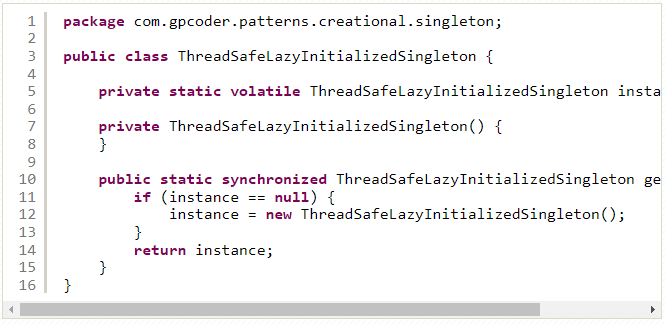 1 package com.gpcoder.patterns.creational.singleton;
2
3 public class ThreadSafeLazyInitializedSingleton {
4
5     private static volatile ThreadSafeLazyInitializedSingleton insta
6
7     private ThreadSafeLazyInitializedSingleton() {
8     }
9
10     public static synchronized ThreadSafeLazyInitializedSingleton ge
11         if (instance == null) {
12             instance = new ThreadSafeLazyInitializedSingleton();
13         }
14         return instance;
15     }
16 }